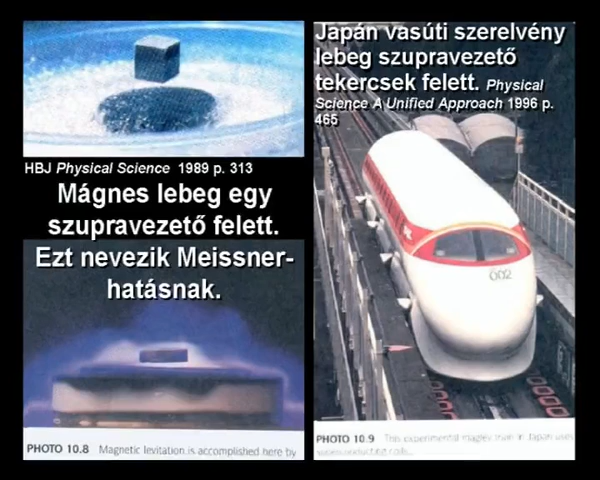 HBJ Physical Science 1989 p. 313
Mágnes lebeg egy
szupravezető felett.
Ezt nevezik Meissner-
hatásnak.
PHOTO 10.8 Magnetic levitation is accomplished here by
Japán vasúti szerelvény
lebeg szupravezető
tekercsek felett. Physical
Science A Unified Approach 1996 p.
465
002
PHOTO 10.9 This experimental maglev train in Japan uses
superconducting coils.